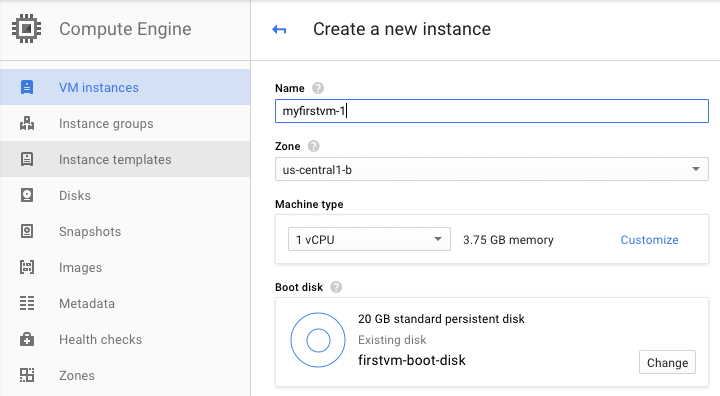 Compute Engine
VM instances
Instance groups
Instance templates
Disks
Snapshots
Images
Metadata
Health checks
Zones
Create a new instance
Name ?
myfirstvm-1
Zone ?
us-central1-b
Machine type
1 vCPU 3.75 GB memory Customize
Boot disk ?
20 GB standard persistent disk
Existing disk
firstvm-boot-disk
Change